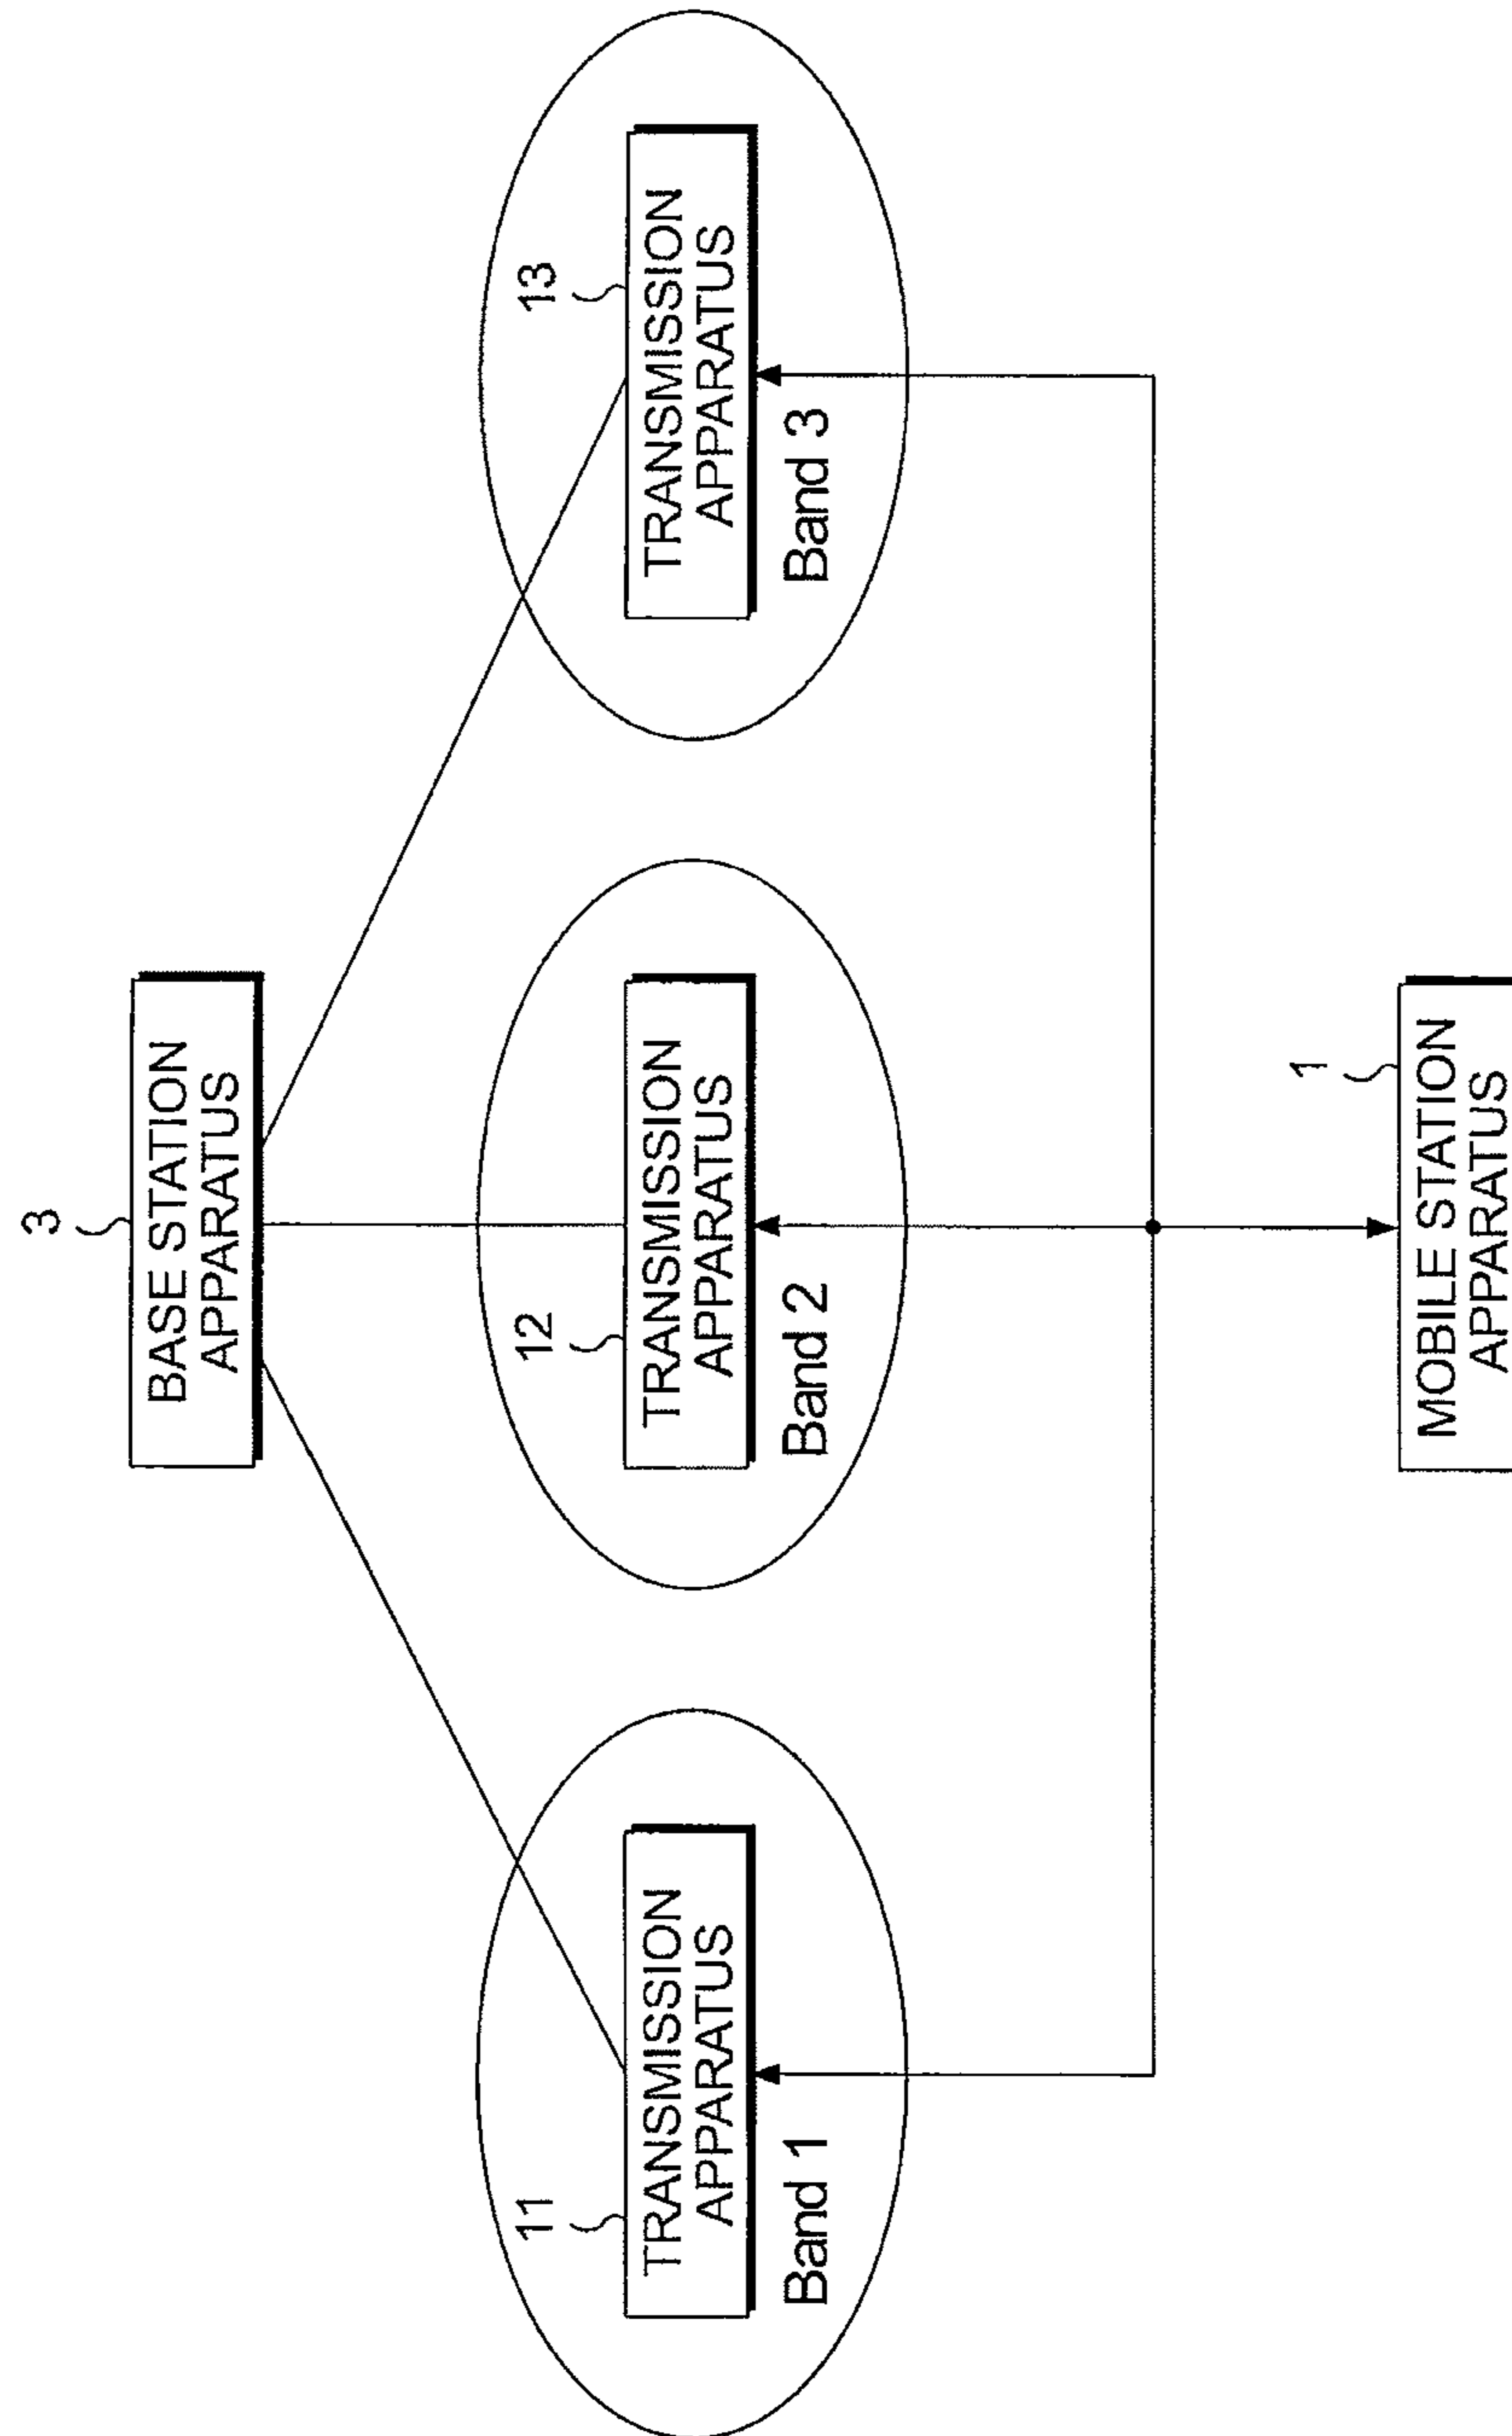 3
BASE STATION
APPARATUS
11
TRANSMISSION
APPARATUS
Band 1
12
TRANSMISSION
APPARATUS
Band 2
13
TRANSMISSION
APPARATUS
Band 3
1
MOBILE STATION
APPARATUS